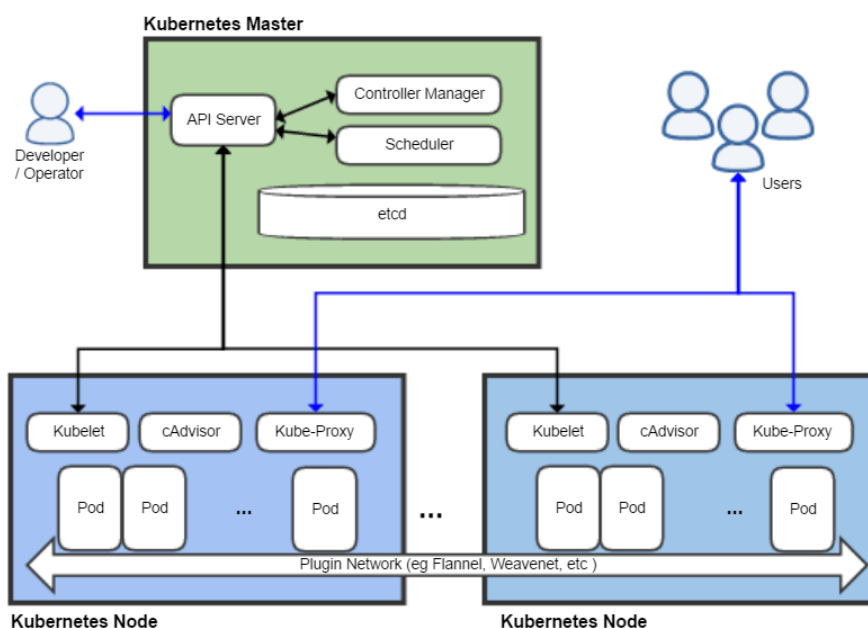 Kubernetes Master
API Server
Controller Manager
Scheduler
etcd
Developer
/ Operator
Users
Kubelet
cAdvisor
Kube-Proxy
Pod
Pod
...
Pod
...
Kubelet
cAdvisor
Kube-Proxy
Pod
Pod
...
Pod
Plugin Network (eg Flannel, Weavenet, etc )
Kubernetes Node
Kubernetes Node